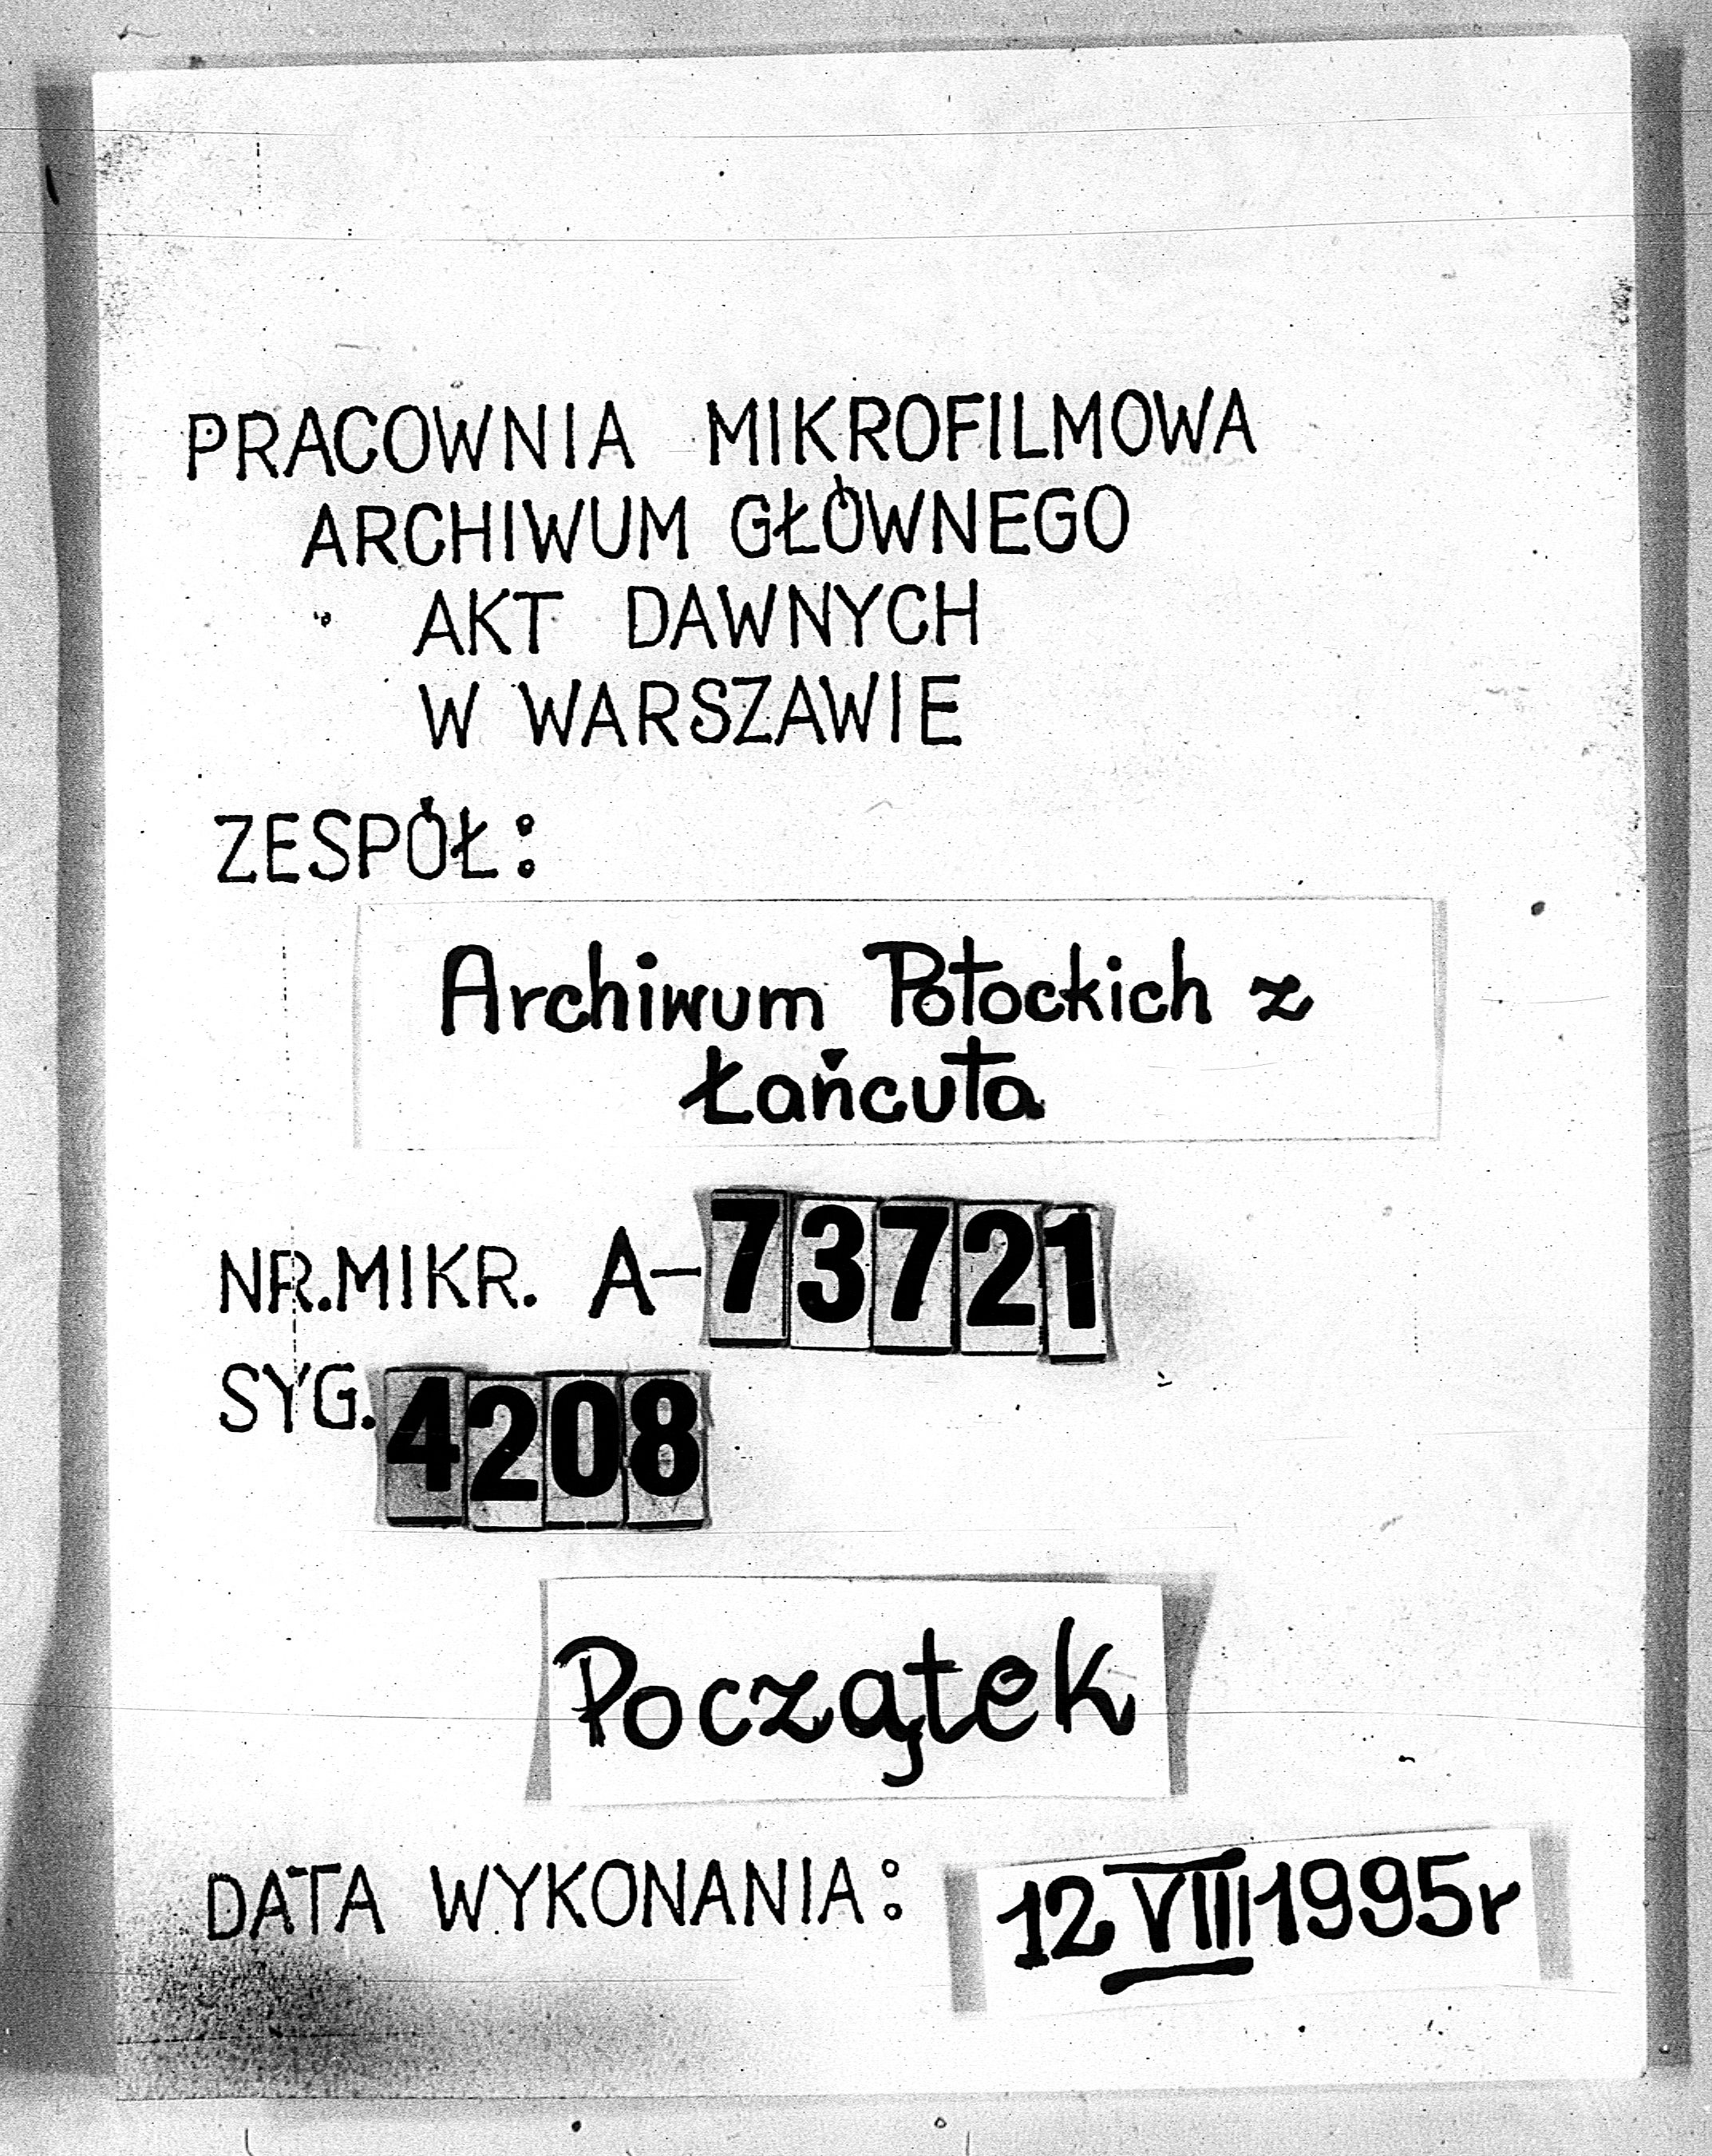 PRACOWNIA MIKROFILMOWA
ARCHIWUM GŁÓWNEGO
AKT DAWNYCH
W WARSZAWIE
ZESPÓŁ:
Archiwum Potockich z
Łańcuta
NR.MIKR. A-73721
SYG. 4208
Początek
DATA WYKONANIA: 12 VIII 1995r